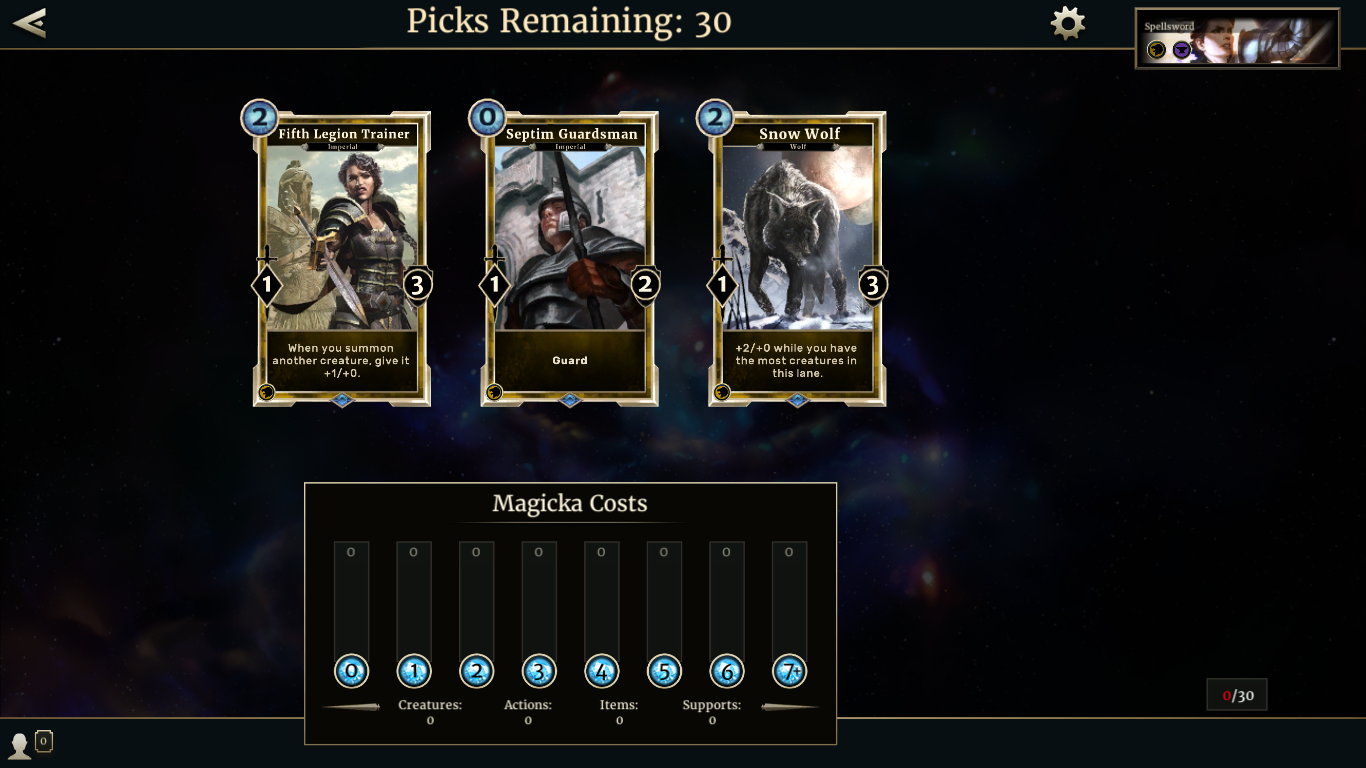 Picks Remaining: 30
Spellsword
2
Fifth Legion Trainer
Imperial
1
3
When you summon
another creature, give it
+1/+0.
0
Septim Guardsman
Imperial
1
2
Guard
2
Snow Wolf
Wolf
1
3
+2/+0 while you have
the most creatures in
this lane.
Magicka Costs
0 0 0 0 0 0 0 0
0 1 2 3 4 5 6 7+
Creatures: Actions: Items: Supports:
0 0 0 0
0/30
0